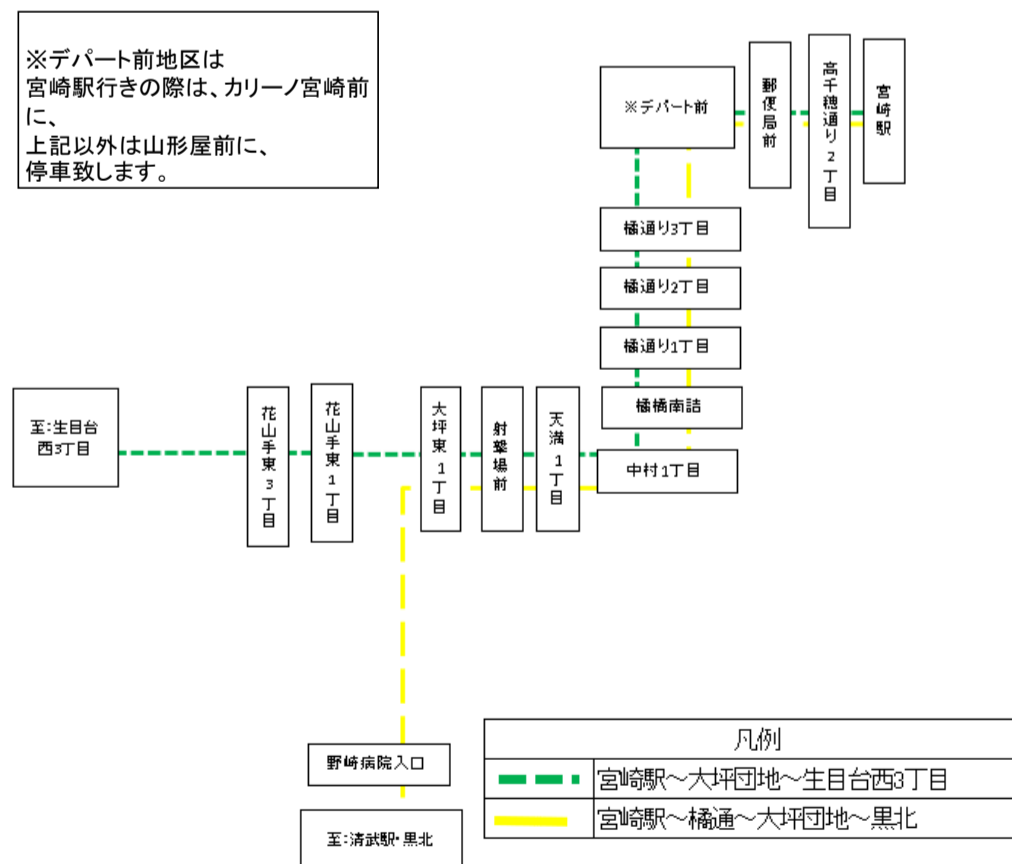 ※デパート前地区は
宮崎駅行きの際は、カリーノ宮崎前
に、
上記以外は山形屋前に、
停車致します。
※デパート前
郵便局前
高千穂通り2丁目
宮崎駅
橘通り3丁目
橘通り2丁目
橘通り1丁目
橘橋南詰
中村1丁目
天満1丁目
射撃場前
大坪東1丁目
花山手東1丁目
花山手東3丁目
至:生目台
西3丁目
野崎病院入口
至:清武駅・黒北
凡例
宮崎駅~大坪団地~生目台西3丁目
宮崎駅~橘通~大坪団地~黒北